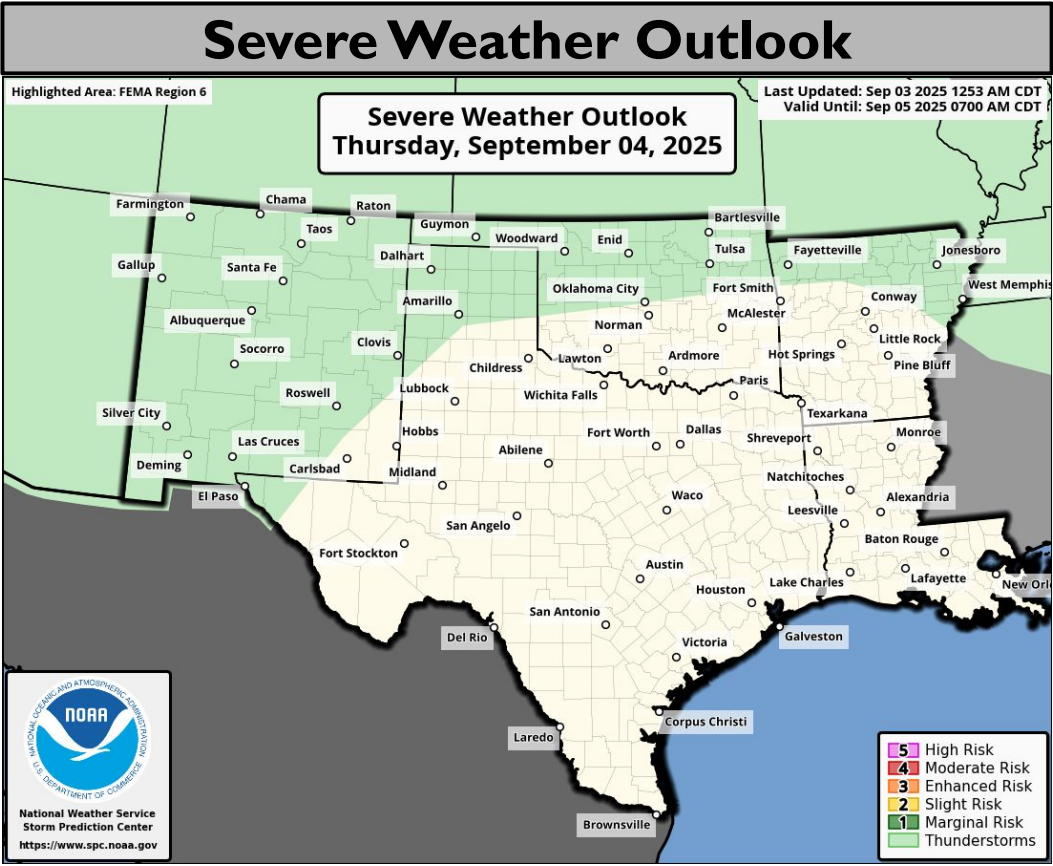 Severe Weather Outlook
Highlighted Area: FEMA Region 6
Last Updated: Sep 03 2025 1253 AM CDT
Valid Until: Sep 05 2025 0700 AM CDT
Severe Weather Outlook
Thursday, September 04, 2025
Farmington
Chama
Raton
Taos
Guymon
Woodward
Enid
Bartlesville
Tulsa
Fayetteville
Jonesboro
Gallup
Santa Fe
Dalhart
Oklahoma City
Fort Smith
West Memphis
Albuquerque
Amarillo
Norman
McAlester
Conway
Socorro
Clovis
Childress
Lawton
Ardmore
Hot Springs
Little Rock
Pine Bluff
Roswell
Lubbock
Wichita Falls
Paris
Texarkana
Silver City
Las Cruces
Hobbs
Abilene
Fort Worth
Dallas
Shreveport
Monroe
Deming
Carlsbad
Midland
Natchitoches
El Paso
San Angelo
Waco
Leesville
Alexandria
Fort Stockton
Baton Rouge
Austin
Houston
Lake Charles
Lafayette
New Orl
Del Rio
San Antonio
Victoria
Galveston
Laredo
Corpus Christi
Brownsville
NATIONAL OCEANIC AND ATMOSPHERIC ADMINISTRATION
NOAA
U.S. DEPARTMENT OF COMMERCE
National Weather Service
Storm Prediction Center
https://www.spc.noaa.gov
5 High Risk
4 Moderate Risk
3 Enhanced Risk
2 Slight Risk
1 Marginal Risk
Thunderstorms